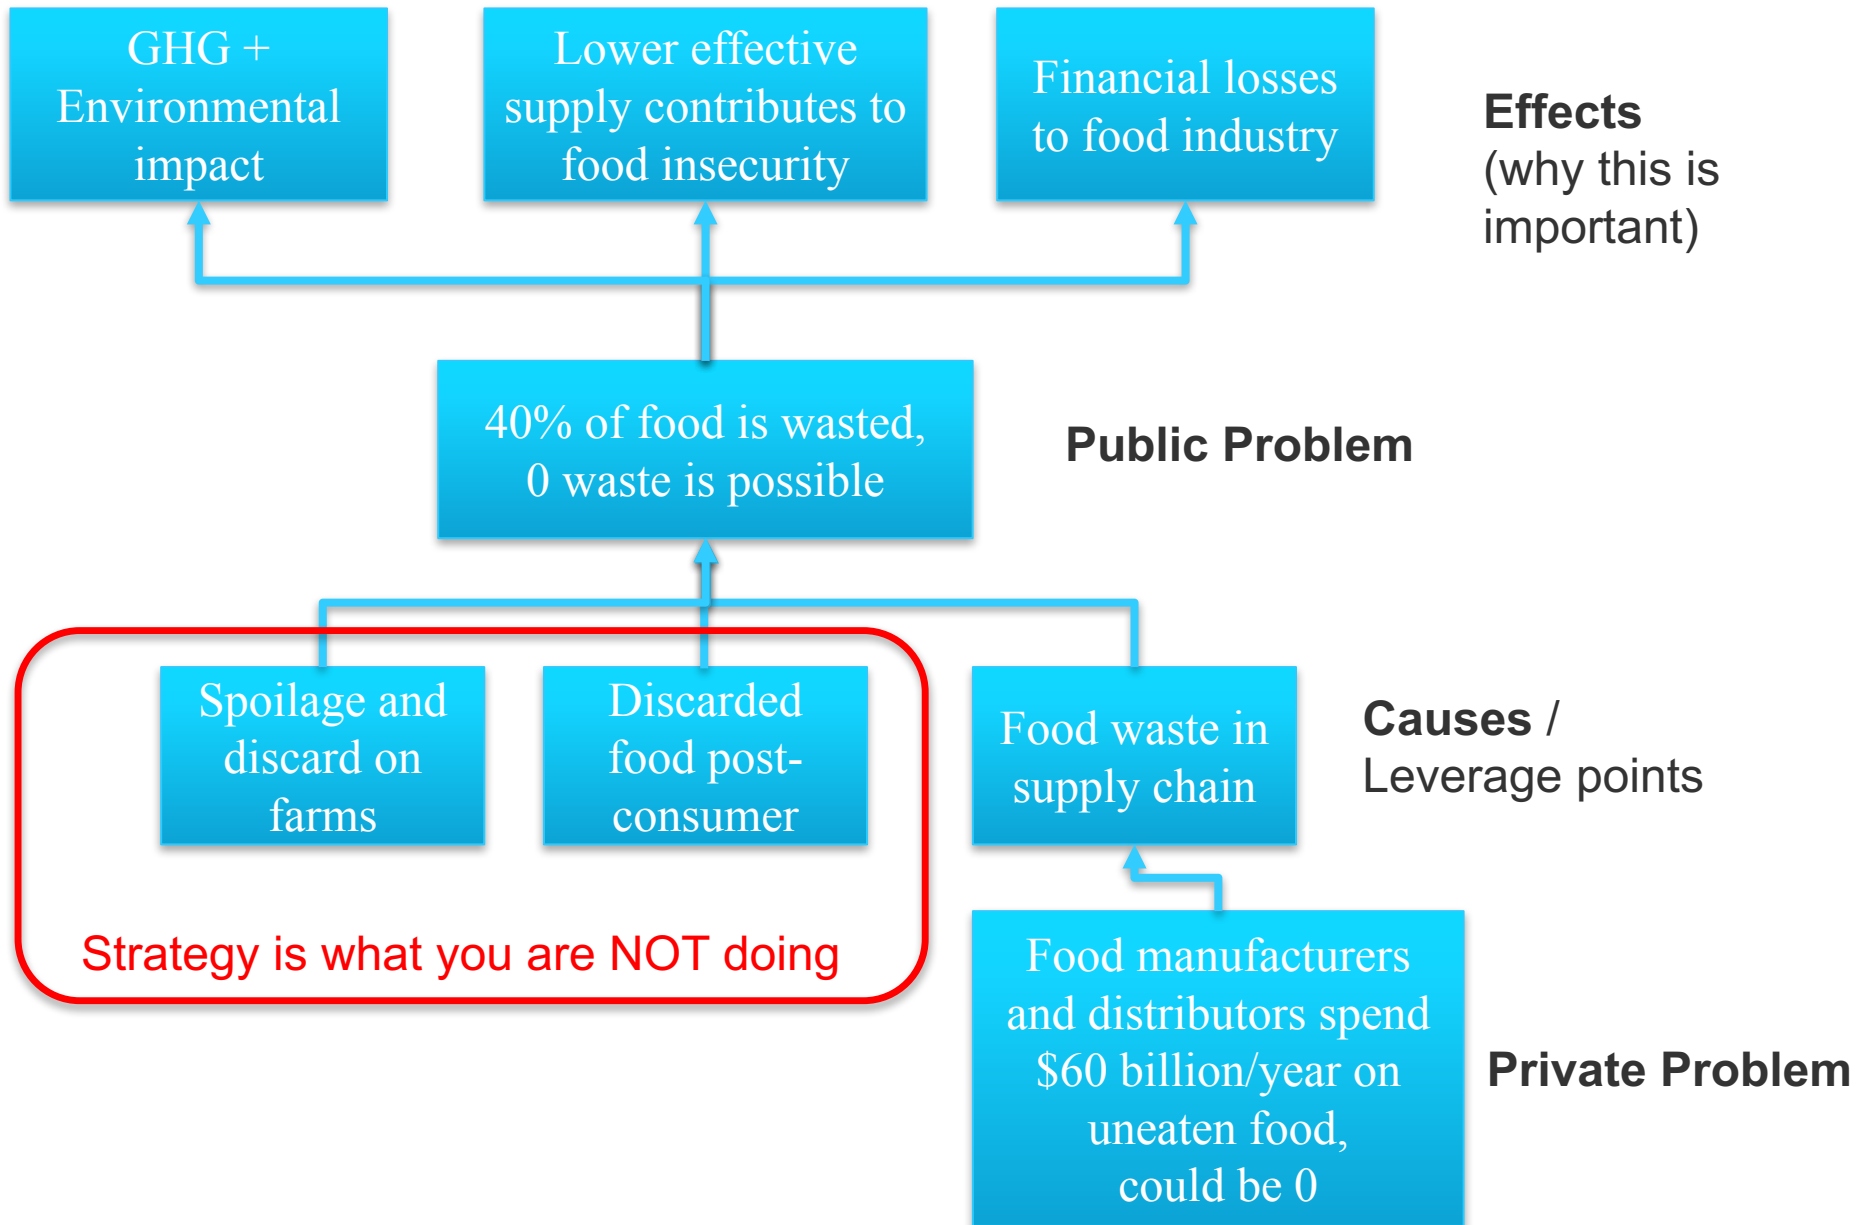 GHG +
Environmental
impact
Lower effective
supply contributes to
food insecurity
Financial losses
to food industry
Effects
(why this is
important)
40% of food is wasted,
0 waste is possible
Public Problem
Spoilage and
discard on
farms
Discarded
food post-
consumer
Food waste in
supply chain
Causes /
Leverage points
Strategy is what you are NOT doing
Food manufacturers
and distributors spend
$60 billion/year on
uneaten food,
could be 0
Private Problem